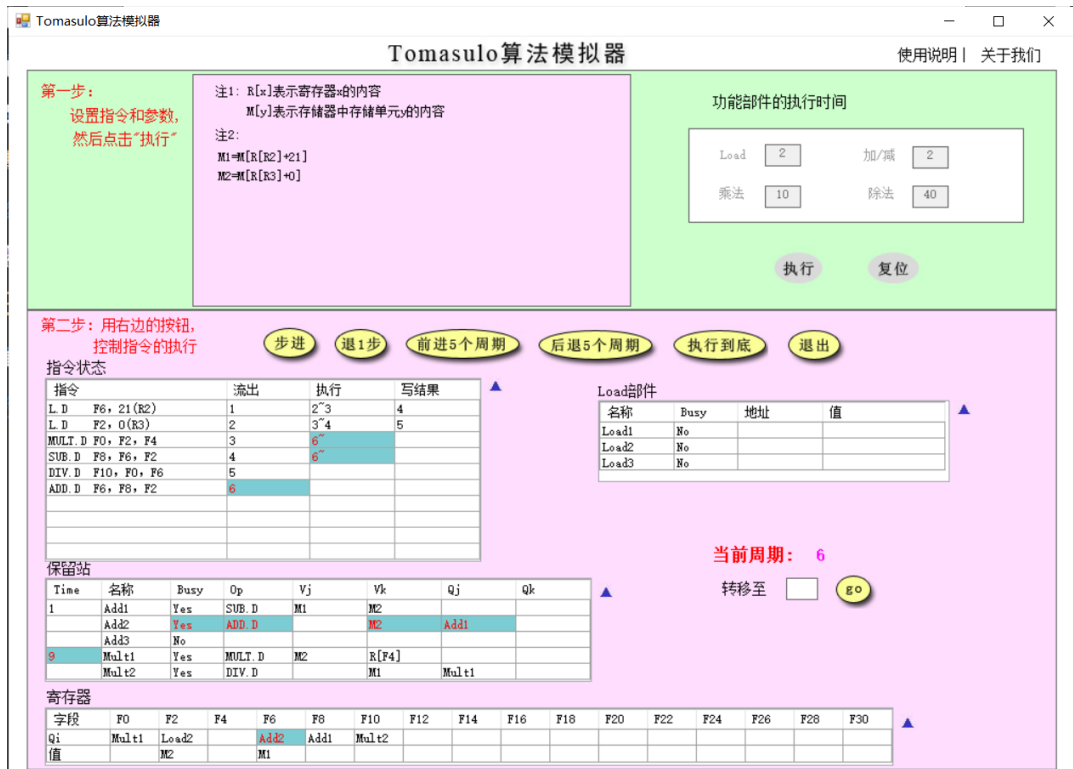 Tomasulo算法模拟器
Tomasulo算法模拟器
使用说明| 关于我们
第一步:
设置指令和参数,
然后点击"执行"
注1: R[x]表示寄存器x的内容
M[y]表示存储器中存储单元y的内容
注2:
M1=M[R[R2]+21]
M2=M[R[R3]+0]
功能部件的执行时间
Load 2 加/减 2
乘法 10 除法 40
执行 复位
第二步: 用右边的按钮,
控制指令的执行
步进 退1步 前进5个周期 后退5个周期 执行到底 退出
指令状态
指令 流出 执行 写结果
L.D F6, 21(R2) 1 2~3 4
L.D F2, 0(R3) 2 3~4 5
MULT.D F0, F2, F4 3 6~
SUB.D F8, F6, F2 4 6~
DIV.D F10, F0, F6 5
ADD.D F6, F8, F2 6
Load部件
名称 Busy 地址 值
Load1 No
Load2 No
Load3 No
当前周期: 6
转移至 go
保留站
Time 名称 Busy Op Vj Vk Qj Qk
1 Add1 Yes SUB.D M1 M2
Add2 Yes ADD.D M2 Add1
Add3 No
9 Mult1 Yes MULT.D M2 R[F4]
Mult2 Yes DIV.D M1 Mult1
寄存器
字段 F0 F2 F4 F6 F8 F10 F12 F14 F16 F18 F20 F22 F24 F26 F28 F30
Qi Mult1 Load2 Add2 Add1 Mult2
值 M2 M1